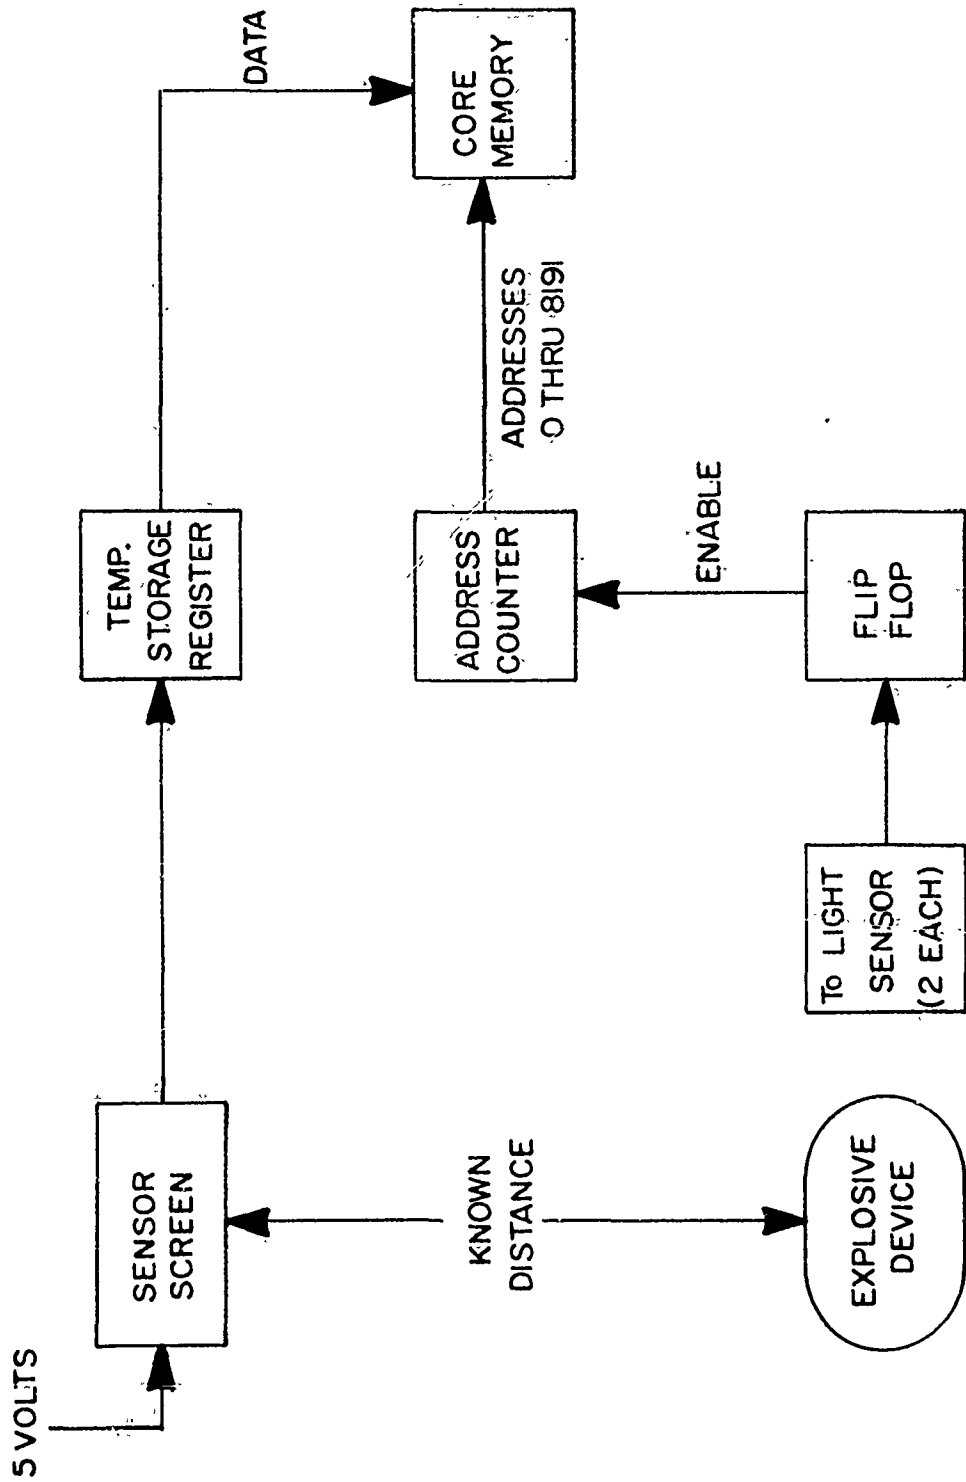 5 VOLTS
SENSOR
SCREEN
TEMP.
STORAGE
REGISTER
DATA
CORE
MEMORY
ADDRESS
COUNTER
ADDRESSES
0 THRU 8191
KNOWN
DISTANCE
ENABLE
EXPLOSIVE
DEVICE
To LIGHT
SENSOR
(2 EACH)
FLIP
FLOP